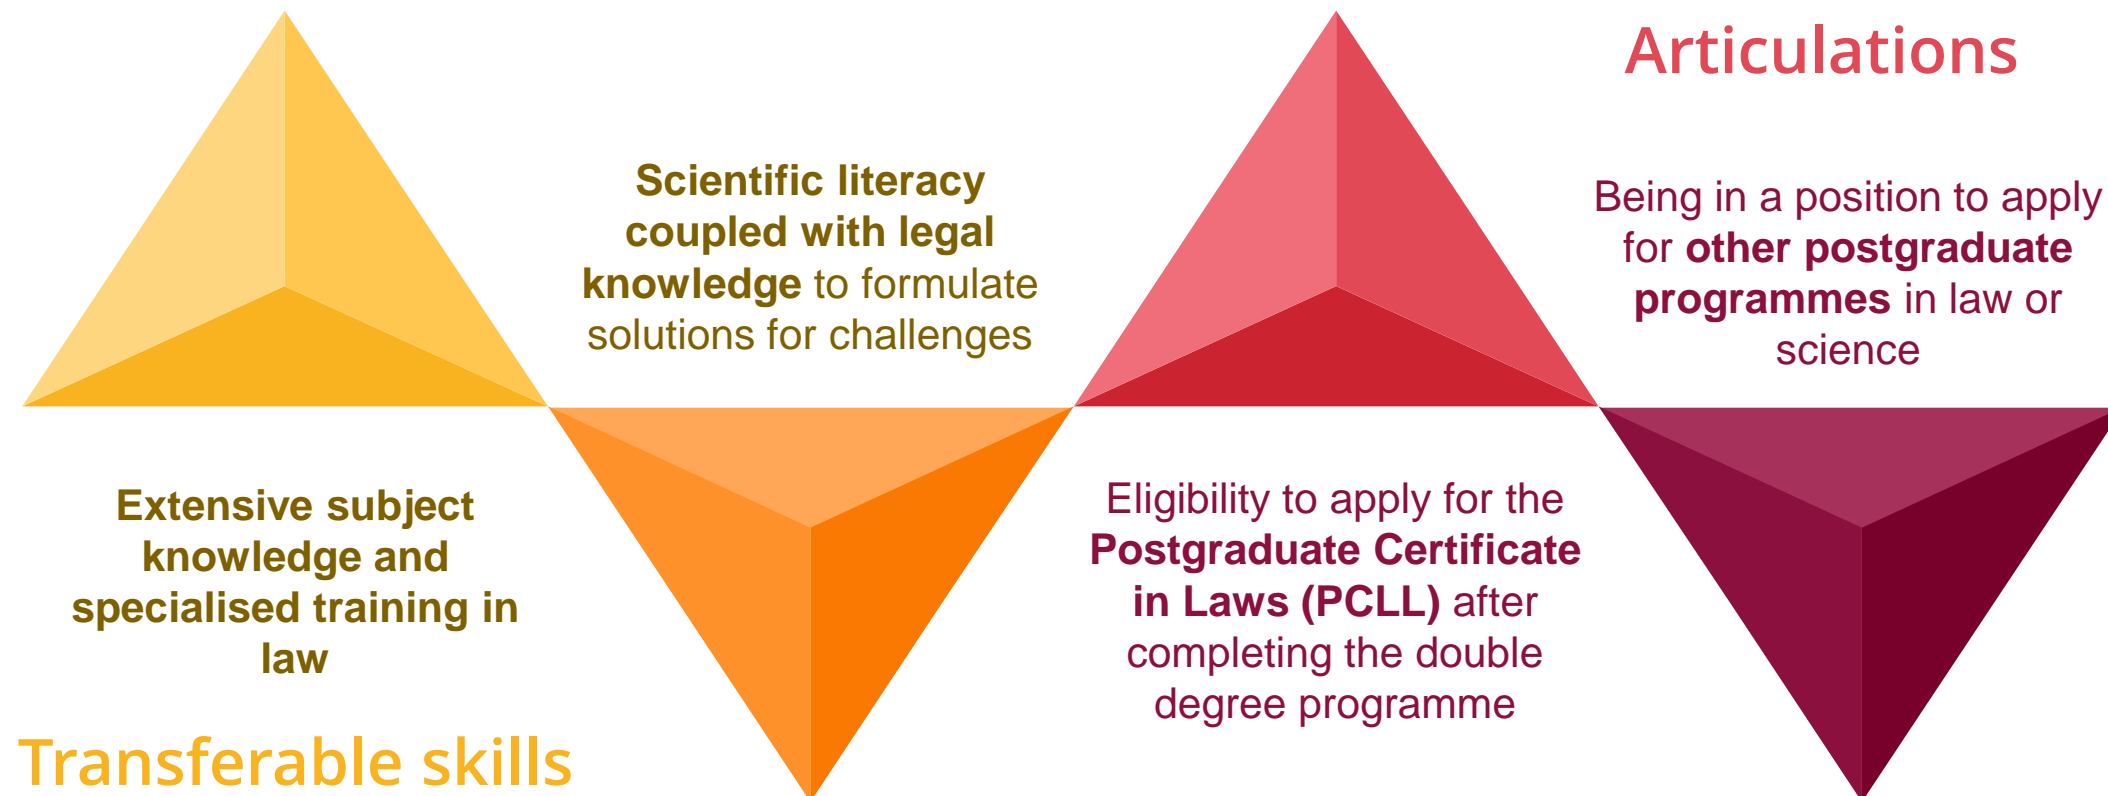 Extensive subject
knowledge and
specialised training in
law
Transferable skills
Scientific literacy
coupled with legal
knowledge to formulate
solutions for challenges
Articulations
Eligibility to apply for the
Postgraduate Certificate
in Laws (PCLL) after
completing the double
degree programme
Being in a position to apply
for other postgraduate
programmes in law or
science